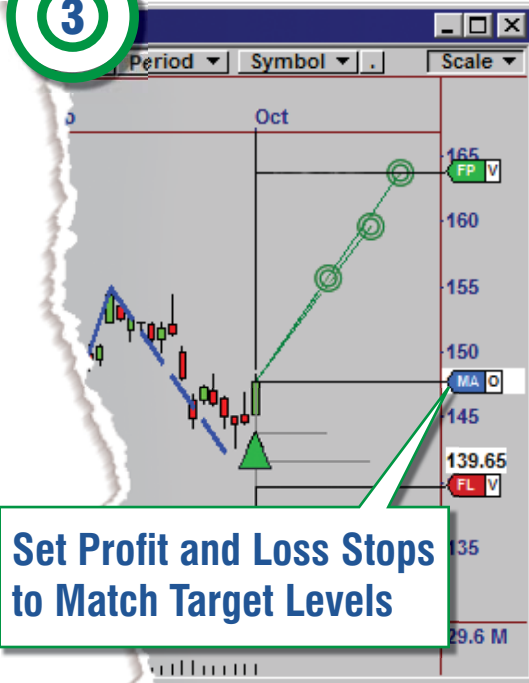 3
Period ▼ Symbol ▼ . Scale ▼
Oct
165
FP V
160
155
150
MA O
145
139.65
FL V
Set Profit and Loss Stops
to Match Target Levels
135
29.6 M